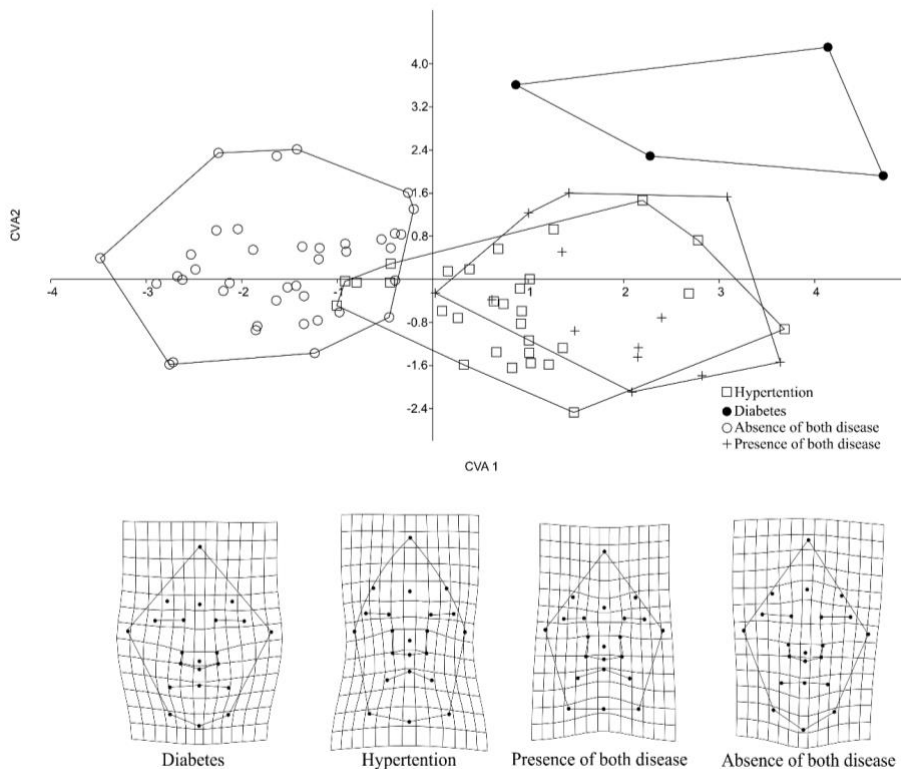 4.0
3.2
2.4
1.6
0.8
-4 -3 -2 -1 1 2 3 4
-0.8
-1.6
-2.4
CVA2
CVA 1
Hypertention
Diabetes
Absence of both disease
Presence of both disease
Diabetes Hypertention Presence of both disease Absence of both disease